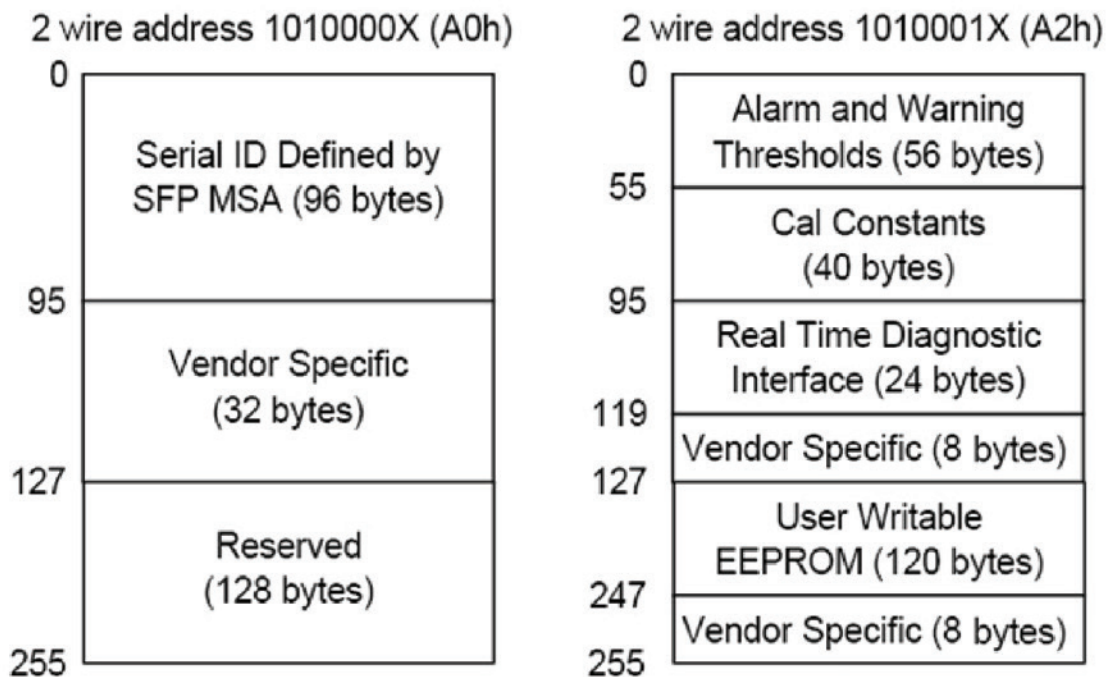 2 wire address 1010000X (A0h)
0
Serial ID Defined by
SFP MSA (96 bytes)
95
Vendor Specific
(32 bytes)
127
Reserved
(128 bytes)
255
2 wire address 1010001X (A2h)
0
Alarm and Warning
Thresholds (56 bytes)
55
Cal Constants
(40 bytes)
95
Real Time Diagnostic
Interface (24 bytes)
119
Vendor Specific (8 bytes)
127
User Writable
EEPROM (120 bytes)
247
Vendor Specific (8 bytes)
255